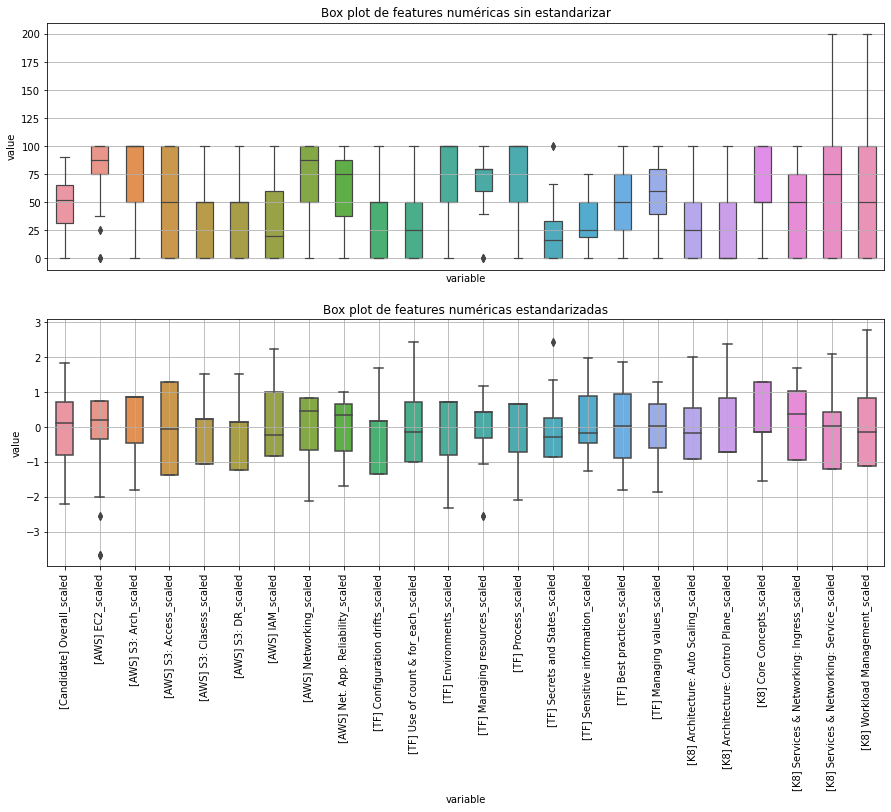 Box plot de features numéricas sin estandarizar
value
200
175
150
125
100
75
50
25
0
variable
Box plot de features numéricas estandarizadas
value
3
2
1
0
−1
−2
−3
[Candidate] Overall_scaled
[AWS] EC2_scaled
[AWS] S3: Arch_scaled
[AWS] S3: Access_scaled
[AWS] S3: Clasess_scaled
[AWS] S3: DR_scaled
[AWS] IAM_scaled
[AWS] Networking_scaled
[AWS] Net. App. Reliability_scaled
[TF] Configuration drifts_scaled
[TF] Use of count & for_each_scaled
[TF] Environments_scaled
[TF] Managing resources_scaled
[TF] Process_scaled
[TF] Secrets and States_scaled
[TF] Sensitive information_scaled
[TF] Best practices_scaled
[TF] Managing values_scaled
[K8] Architecture: Auto Scaling_scaled
[K8] Architecture: Control Plane_scaled
[K8] Core Concepts_scaled
[K8] Services & Networking: Ingress_scaled
[K8] Services & Networking: Service_scaled
[K8] Workload Management_scaled
variable